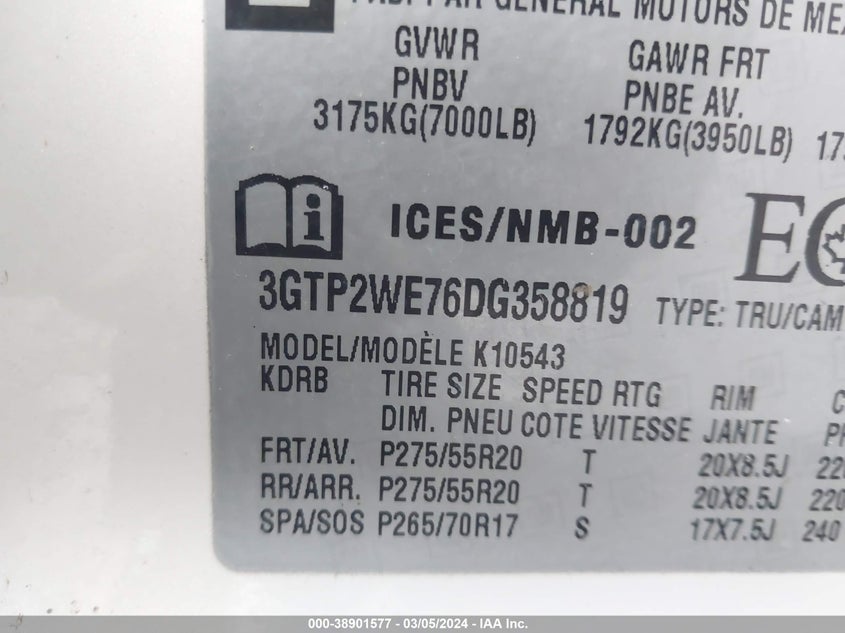 PAR GENERAL MOTORS DE
GVWR GAWR FRT
PNBV PNBE AV.
3175KG(7000LB) 1792KG(3950LB)
ICES/NMB-002
3GTP2WE76DG358819 TYPE: TRU/CAM
MODEL/MODÈLE K10543
KDRB TIRE SIZE SPEED RTG RIM
DIM. PNEU COTE VITESSE JANTE
FRT/AV. P275/55R20 T 20X8.5J
RR/ARR. P275/55R20 T 20X8.5J 220
SPA/SOS P265/70R17 S 17X7.5J 240
000-38901577 - 03/05/2024 - IAA Inc.